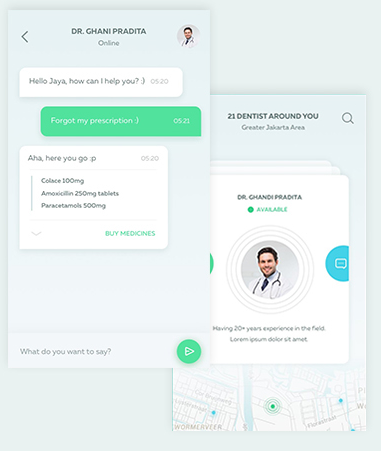 DR. GHANI PRADITA
Online
Hello Jaya, how can I help you? :) 05.20
Forgot my prescription :) 05.21
Aha, here you go :p 05.20
Colace 100mg
Amoxicillin 250mg tablets
Paracetamols 500mg
BUY MEDICINES
What do you want to say?
21 DENTIST AROUND YOU
Greater Jakarta Area
DR. GHANDI PRADITA
AVAILABLE
Having 20+ years experience in the field.
Lorem ipsum dolor sit amet.
WORMERVEER